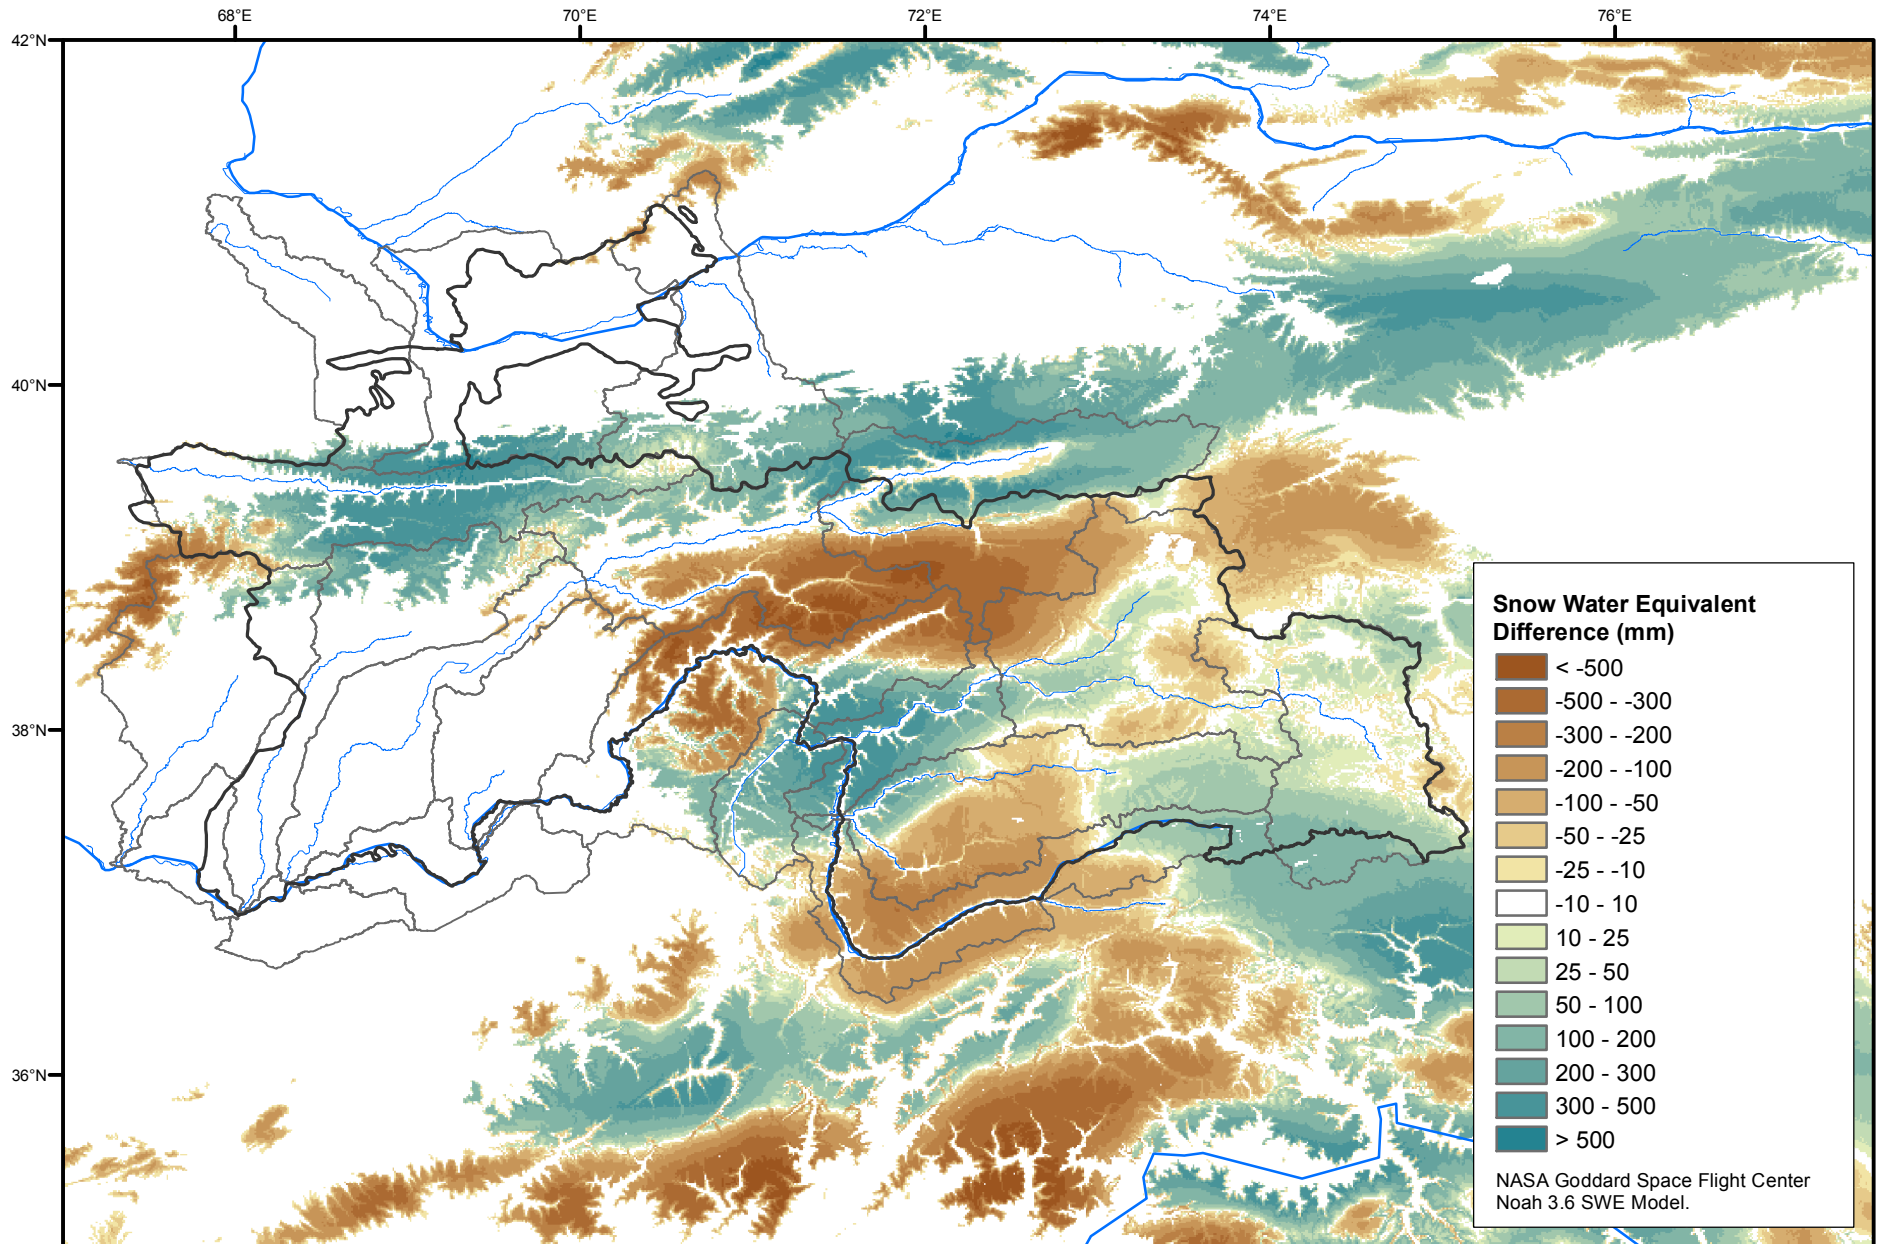 68°E
70°E
72°E
74°E
76°E
42°N
40°N
38°N
36°N
Snow Water Equivalent
Difference (mm)
< -500
-500 - -300
-300 - -200
-200 - -100
-100 - -50
-50 - -25
-25 - -10
-10 - 10
10 - 25
25 - 50
50 - 100
100 - 200
200 - 300
300 - 500
> 500
NASA Goddard Space Flight Center
Noah 3.6 SWE Model.